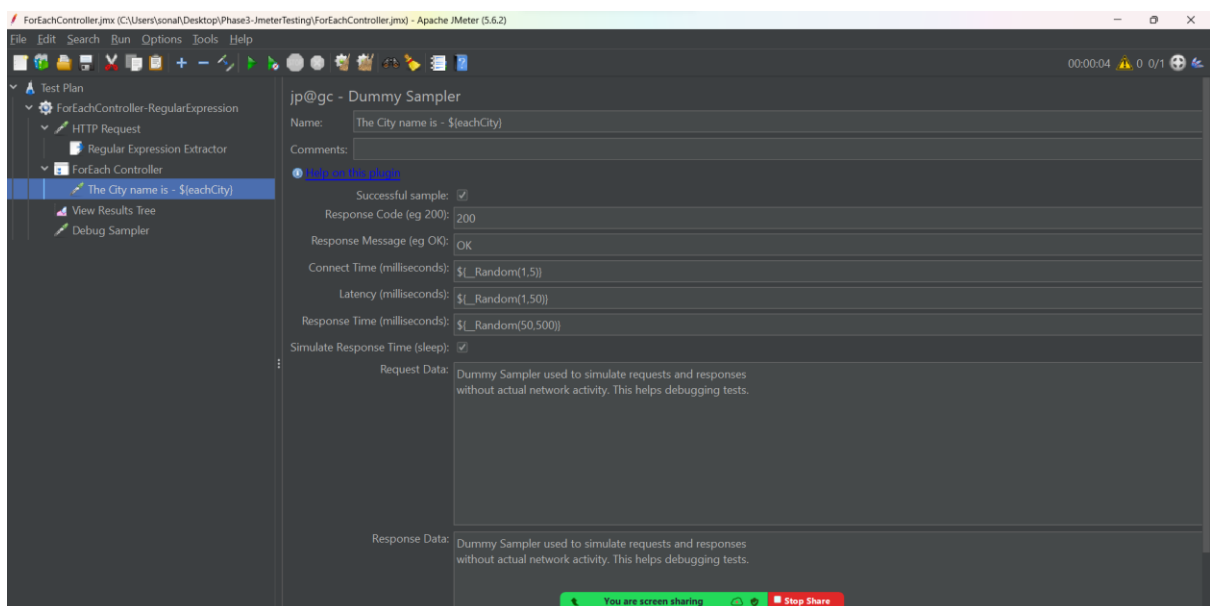 ForEachController.jmx (C:\Users\sonal\Desktop\Phase3-JmeterTesting\ForEachController.jmx) - Apache JMeter (5.6.2)
File Edit Search Run Options Tools Help
00:00:04 0 0/1
Test Plan
ForEachController-RegularExpression
HTTP Request
Regular Expression Extractor
ForEach Controller
The City name is - ${eachCity}
View Results Tree
Debug Sampler
jp@gc - Dummy Sampler
Name: The City name is - ${eachCity}
Comments:
Help on this plugin
Successful sample:
Response Code (eg 200): 200
Response Message (eg OK): OK
Connect Time (milliseconds): ${__Random(1,5)}
Latency (milliseconds): ${__Random(1,50)}
Response Time (milliseconds): ${__Random(50,500)}
Simulate Response Time (sleep):
Request Data: Dummy Sampler used to simulate requests and responses
without actual network activity. This helps debugging tests.
Response Data: Dummy Sampler used to simulate requests and responses
without actual network activity. This helps debugging tests.
You are screen sharing Stop Share